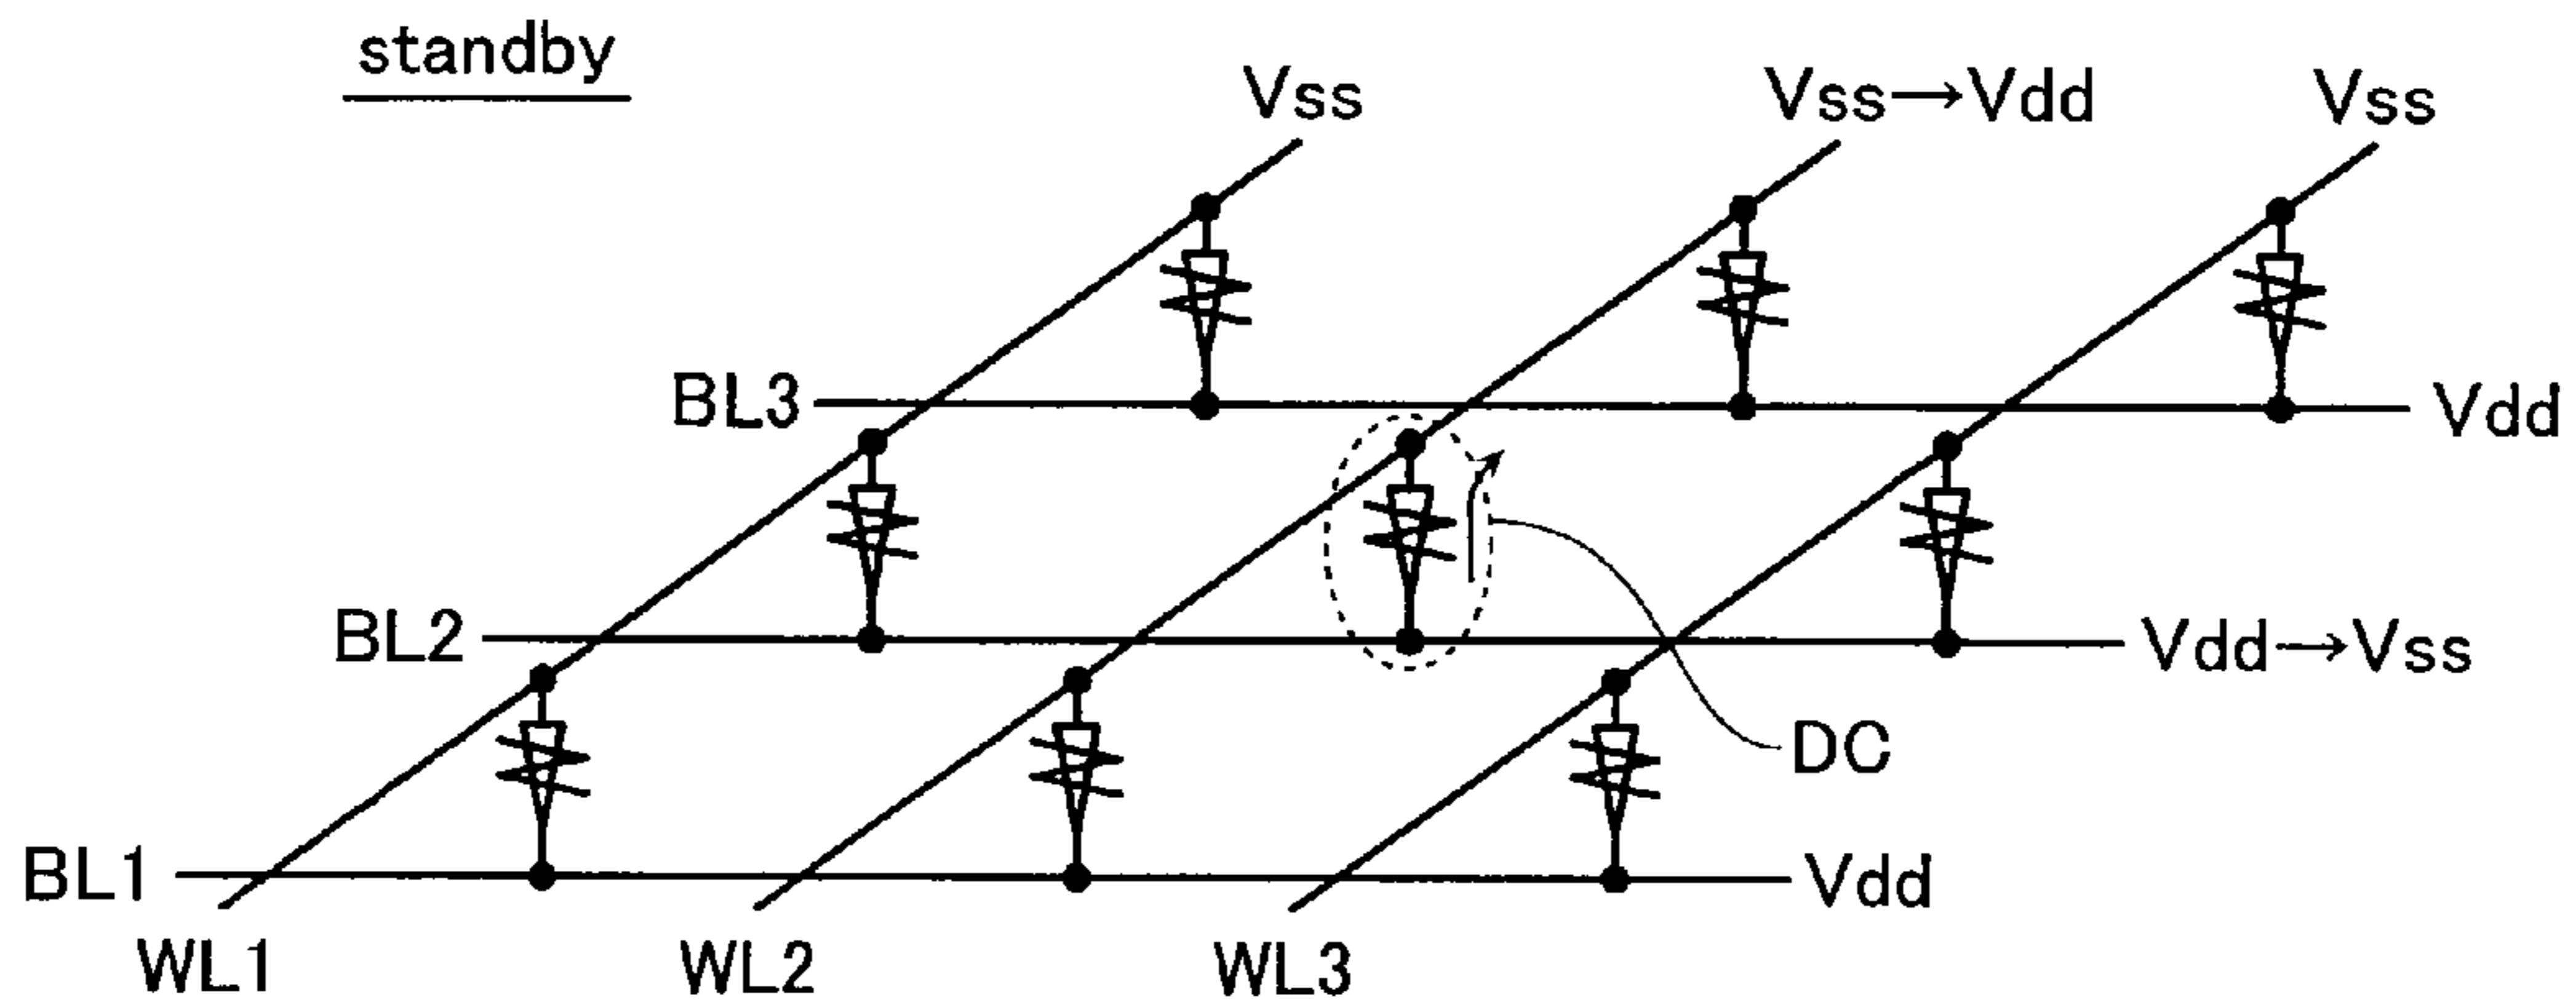 standby
Vss
Vss→Vdd
Vss
BL3
Vdd
BL2
Vdd→Vss
DC
BL1
Vdd
WL1
WL2
WL3